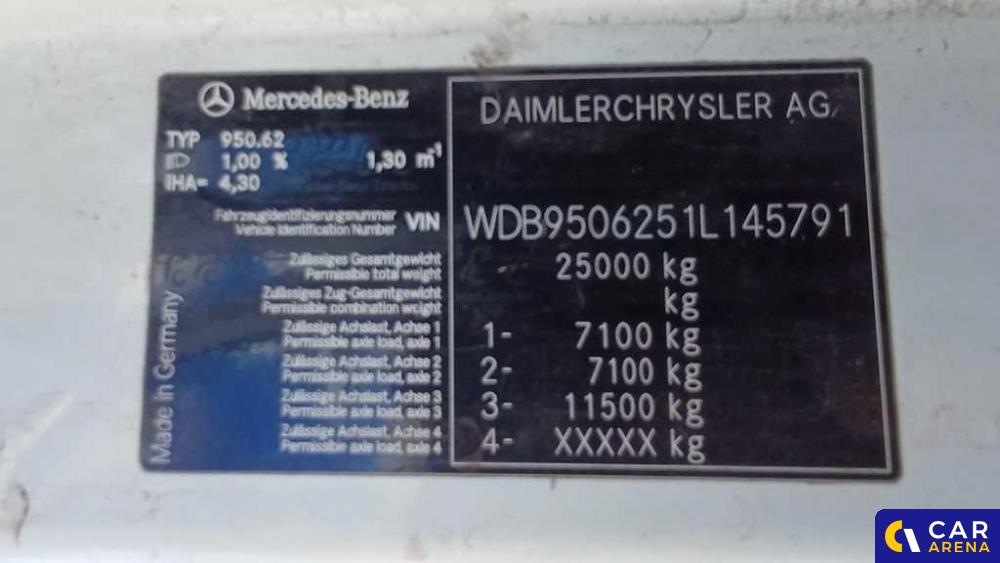 Mercedes-Benz
TYP 950.62
1,00 % 1,30 m⁻¹
IHA= 4,30
Fahrzeugidentifizierungsnummer
Vehicle Identification Number VIN
Zulässiges Gesamtgewicht
Permissible total weight
Zulässiges Zug-Gesamtgewicht
Permissible combination weight
Zulässige Achslast, Achse 1
Permissible axle load, axle 1
Zulässige Achslast, Achse 2
Permissible axle load, axle 2
Zulässige Achslast, Achse 3
Permissible axle load, axle 3
Zulässige Achslast, Achse 4
Permissible axle load, axle 4
Made in Germany
DAIMLERCHRYSLER AG
WDB9506251L145791
25000 kg
kg
1- 7100 kg
2- 7100 kg
3- 11500 kg
4- XXXXX kg
CAR
ARENA